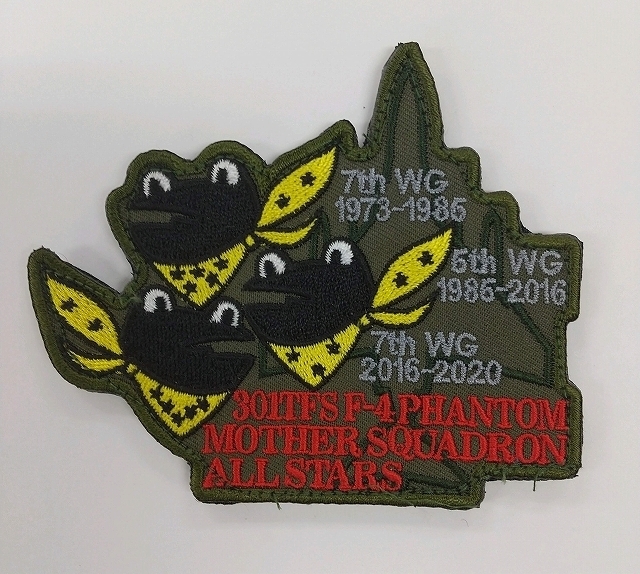 7th WG
1973-1985
5th WG
1985-2016
7th WG
2016-2020
301TFS F-4 PHANTOM
MOTHER SQUADRON
ALL STARS